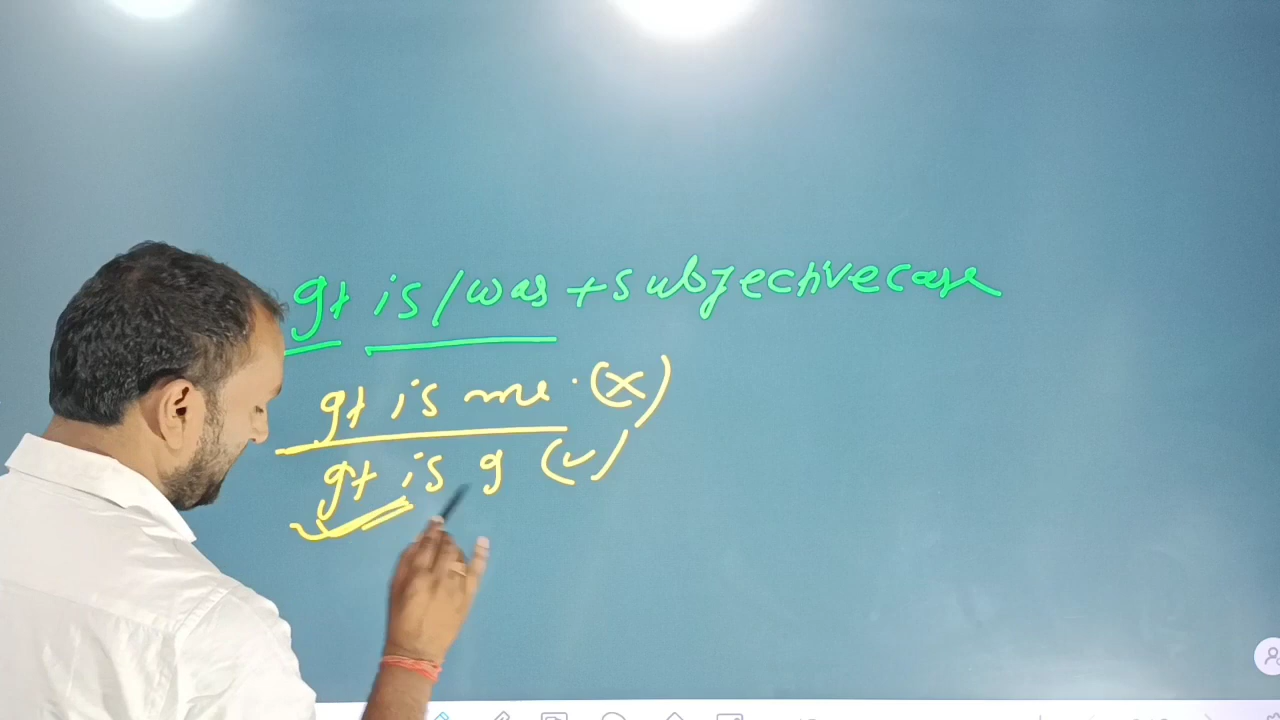 It is/was + subjective case
It is me. (×)
It is I (✓)